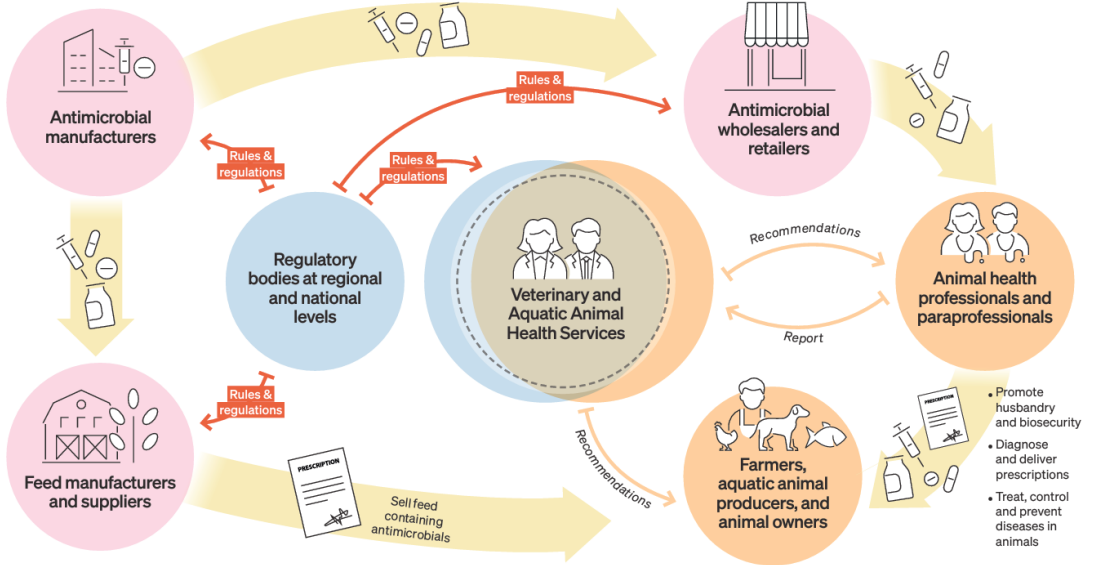 Antimicrobial
manufacturers
Rules &
regulations
Rules &
regulations
Rules &
regulations
Antimicrobial
wholesalers and
retailers
Regulatory
bodies at regional
and national
levels
Veterinary and
Aquatic Animal
Health Services
Recommendations
Report
Animal health
professionals and
paraprofessionals
Rules &
regulations
Feed manufacturers
and suppliers
PRESCRIPTION
Sell feed
containing
antimicrobials
Recommendations
Farmers,
aquatic animal
producers, and
animal owners
PRESCRIPTION
• Promote
husbandry
and biosecurity
• Diagnose
and deliver
prescriptions
• Treat, control
and prevent
diseases in
animals